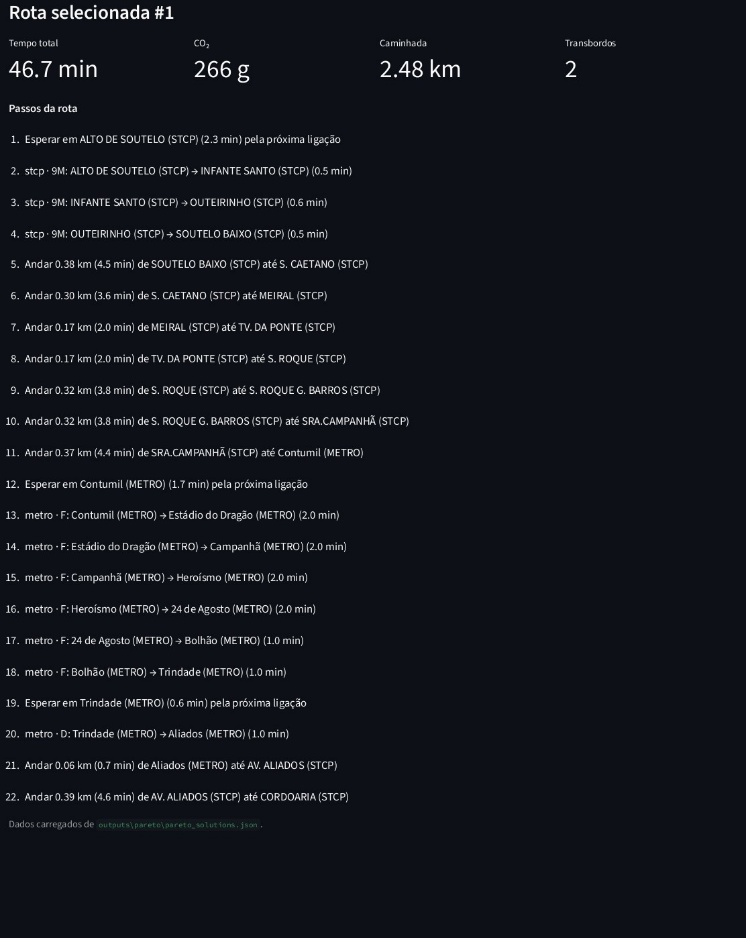 Rota selecionada #1
Tempo total CO₂ Caminhada Transbordos
46.7 min 266 g 2.48 km 2
Passos da rota
1. Esperar em ALTO DE SOUTELO (STCP) (2.3 min) pela próxima ligação
2. stcp · 9M: ALTO DE SOUTELO (STCP) → INFANTE SANTO (STCP) (0.5 min)
3. stcp · 9M: INFANTE SANTO (STCP) → OUTEIRINHO (STCP) (0.6 min)
4. stcp · 9M: OUTEIRINHO (STCP) → SOUTELO BAIXO (STCP) (0.5 min)
5. Andar 0.38 km (4.5 min) de SOUTELO BAIXO (STCP) até S. CAETANO (STCP)
6. Andar 0.30 km (3.6 min) de S. CAETANO (STCP) até MEIRAL (STCP)
7. Andar 0.17 km (2.0 min) de MEIRAL (STCP) até TV. DA PONTE (STCP)
8. Andar 0.17 km (2.0 min) de TV. DA PONTE (STCP) até S. ROQUE (STCP)
9. Andar 0.32 km (3.8 min) de S. ROQUE (STCP) até S. ROQUE G. BARROS (STCP)
10. Andar 0.32 km (3.8 min) de S. ROQUE G. BARROS (STCP) até SRA.CAMPANHÃ (STCP)
11. Andar 0.37 km (4.4 min) de SRA.CAMPANHÃ (STCP) até Contumil (METRO)
12. Esperar em Contumil (METRO) (1.7 min) pela próxima ligação
13. metro · F: Contumil (METRO) → Estádio do Dragão (METRO) (2.0 min)
14. metro · F: Estádio do Dragão (METRO) → Campanhã (METRO) (2.0 min)
15. metro · F: Campanhã (METRO) → Heroísmo (METRO) (2.0 min)
16. metro · F: Heroísmo (METRO) → 24 de Agosto (METRO) (2.0 min)
17. metro · F: 24 de Agosto (METRO) → Bolhão (METRO) (1.0 min)
18. metro · F: Bolhão (METRO) → Trindade (METRO) (1.0 min)
19. Esperar em Trindade (METRO) (0.6 min) pela próxima ligação
20. metro · D: Trindade (METRO) → Aliados (METRO) (1.0 min)
21. Andar 0.06 km (0.7 min) de Aliados (METRO) até AV. ALIADOS (STCP)
22. Andar 0.39 km (4.6 min) de AV. ALIADOS (STCP) até CORDOARIA (STCP)
Dados carregados de outputs\pareto\pareto_solutions.json.